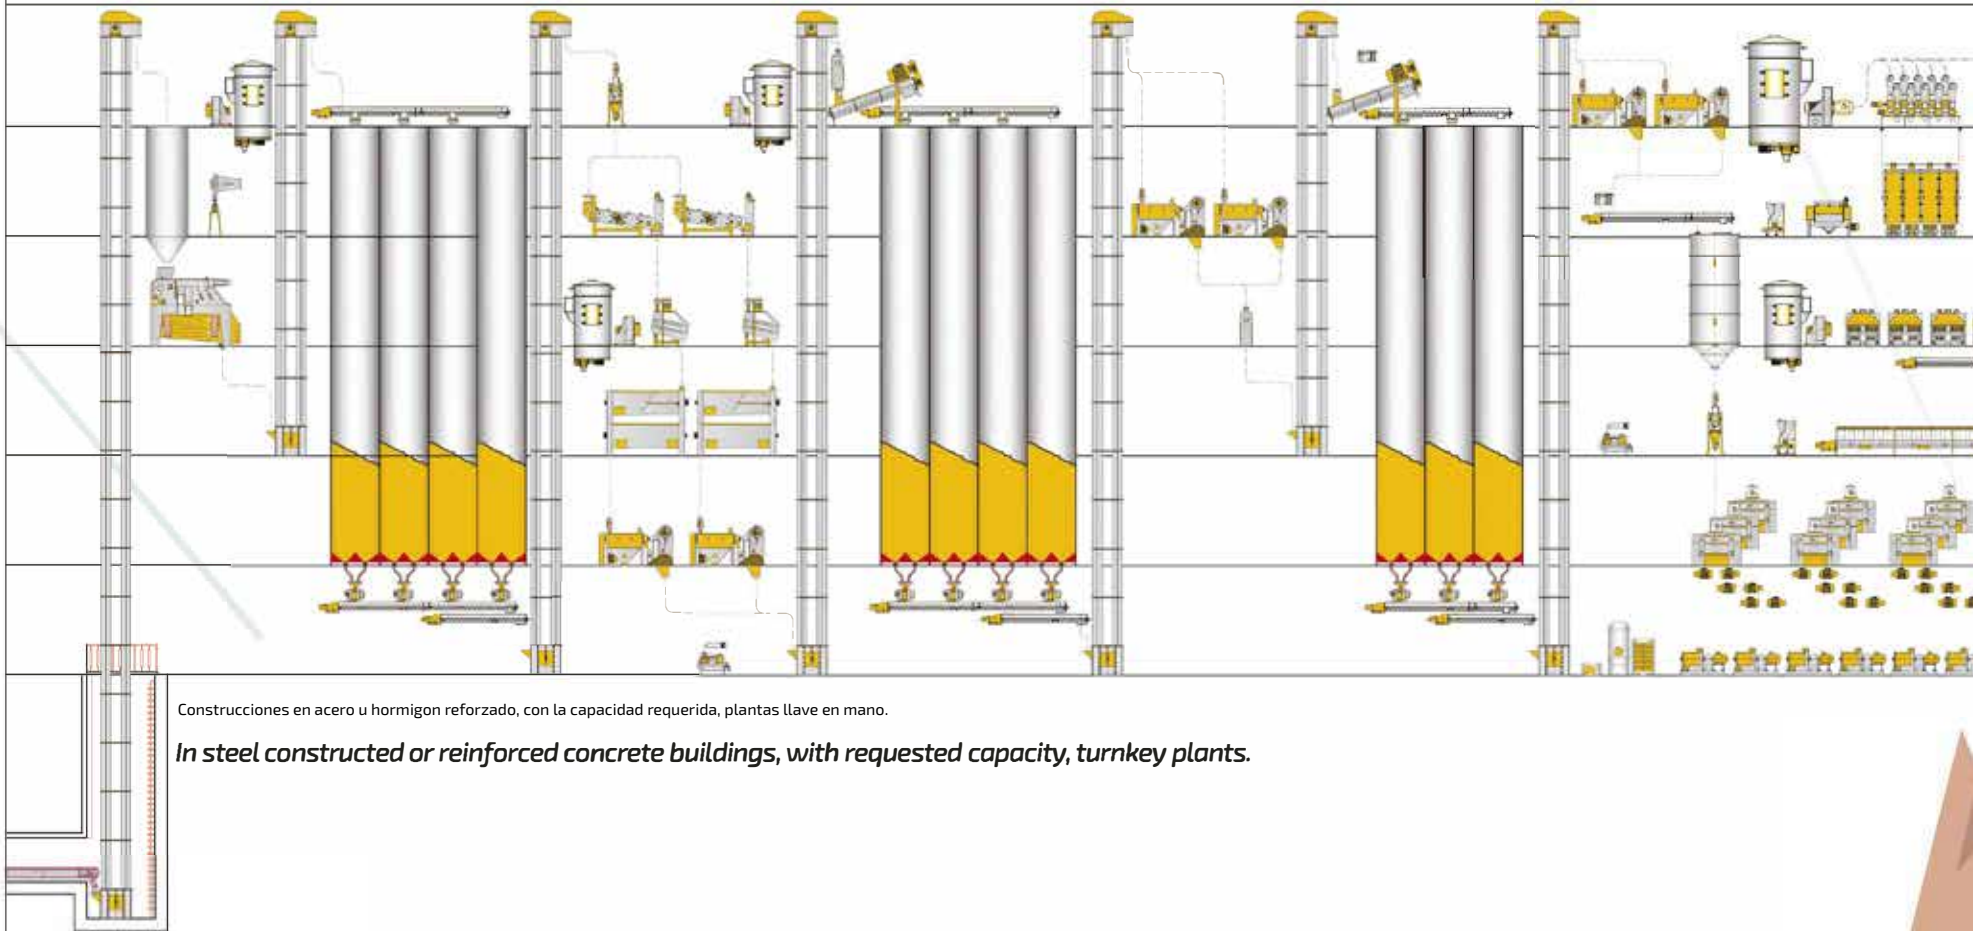 Construcciones en acero u hormigon reforzado, con la capacidad requerida, plantas llave en mano.
In steel constructed or reinforced concrete buildings, with requested capacity, turnkey plants.